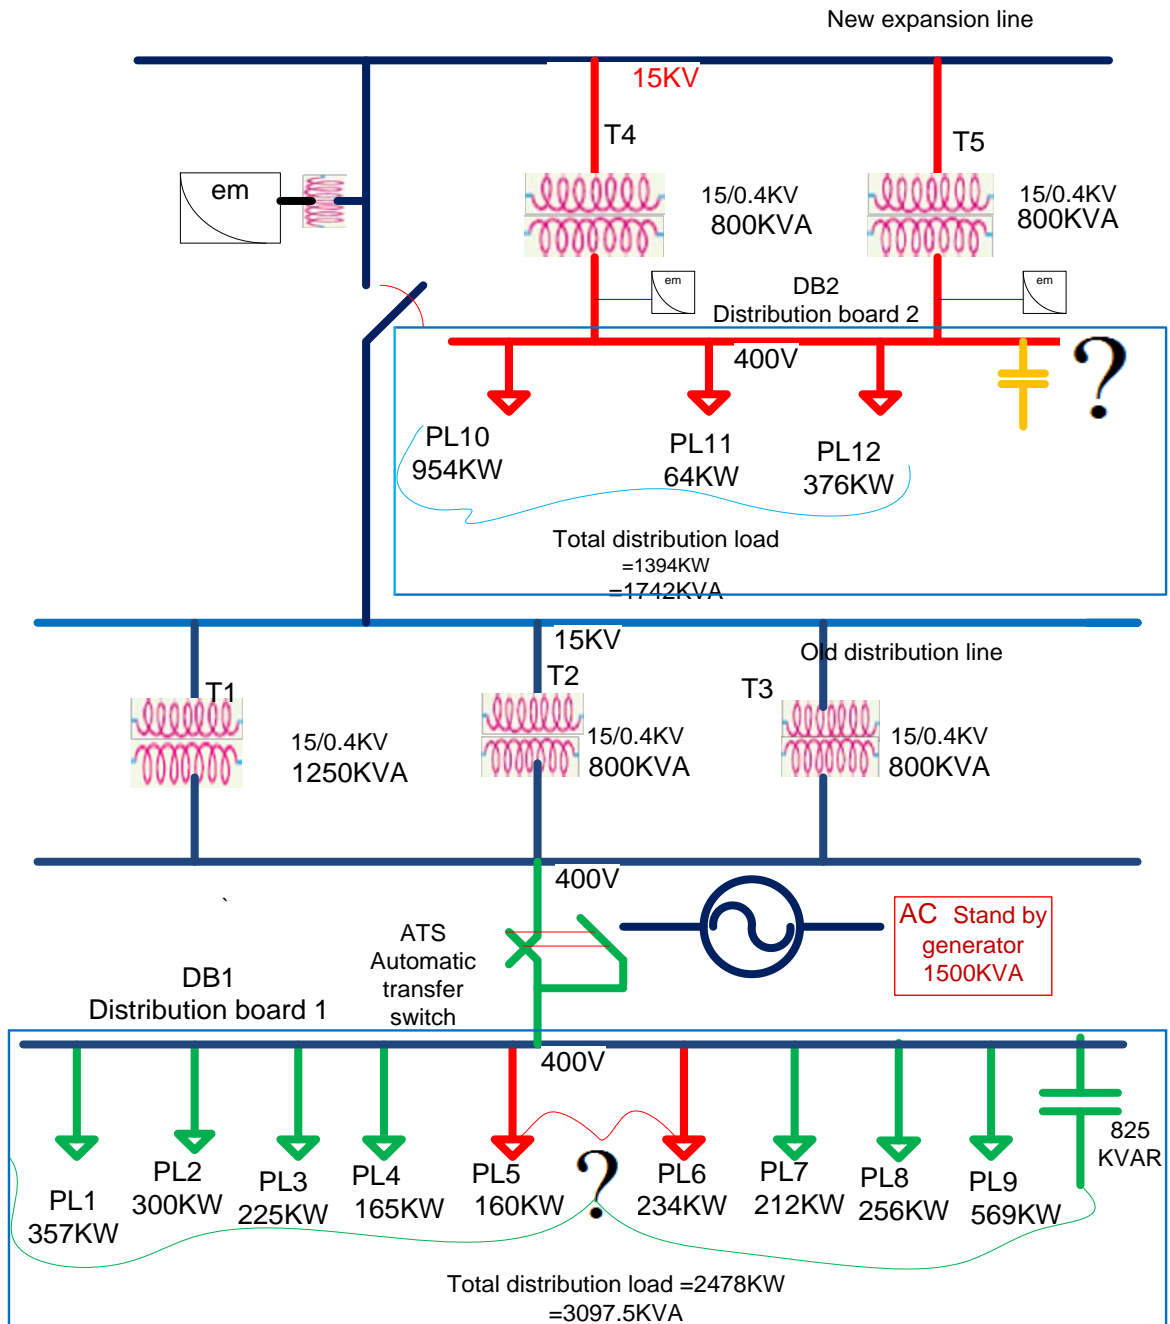 New expansion line
15KV
T4
T5
em
15/0.4KV
800KVA
15/0.4KV
800KVA
em
em
DB2
Distribution board 2
400V
?
PL10
954KW
PL11
64KW
PL12
376KW
Total distribution load
=1394KW
=1742KVA
15KV
Old distribution line
T1
T2
T3
15/0.4KV
1250KVA
15/0.4KV
800KVA
15/0.4KV
800KVA
400V
`
ATS
Automatic
transfer
switch
AC Stand by
generator
1500KVA
DB1
Distribution board 1
400V
825
KVAR
PL1
357KW
PL2
300KW
PL3
225KW
PL4
165KW
PL5
160KW
?
PL6
234KW
PL7
212KW
PL8
256KW
PL9
569KW
Total distribution load =2478KW
=3097.5KVA